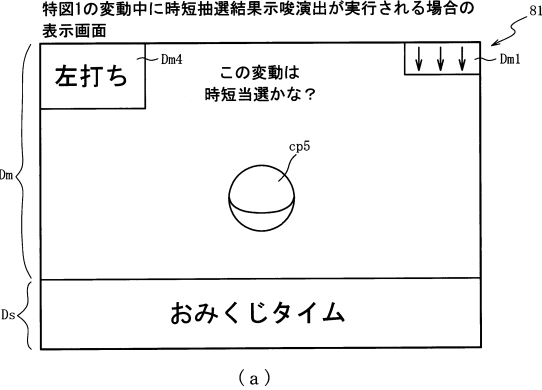 特図1の変動中に時短抽選結果示唆演出が実行される場合の
表示画面
81
左打ち
Dm4
この変動は
時短当選かな?
Dm1
cp5
Dm
Ds
おみくじタイム
(a)